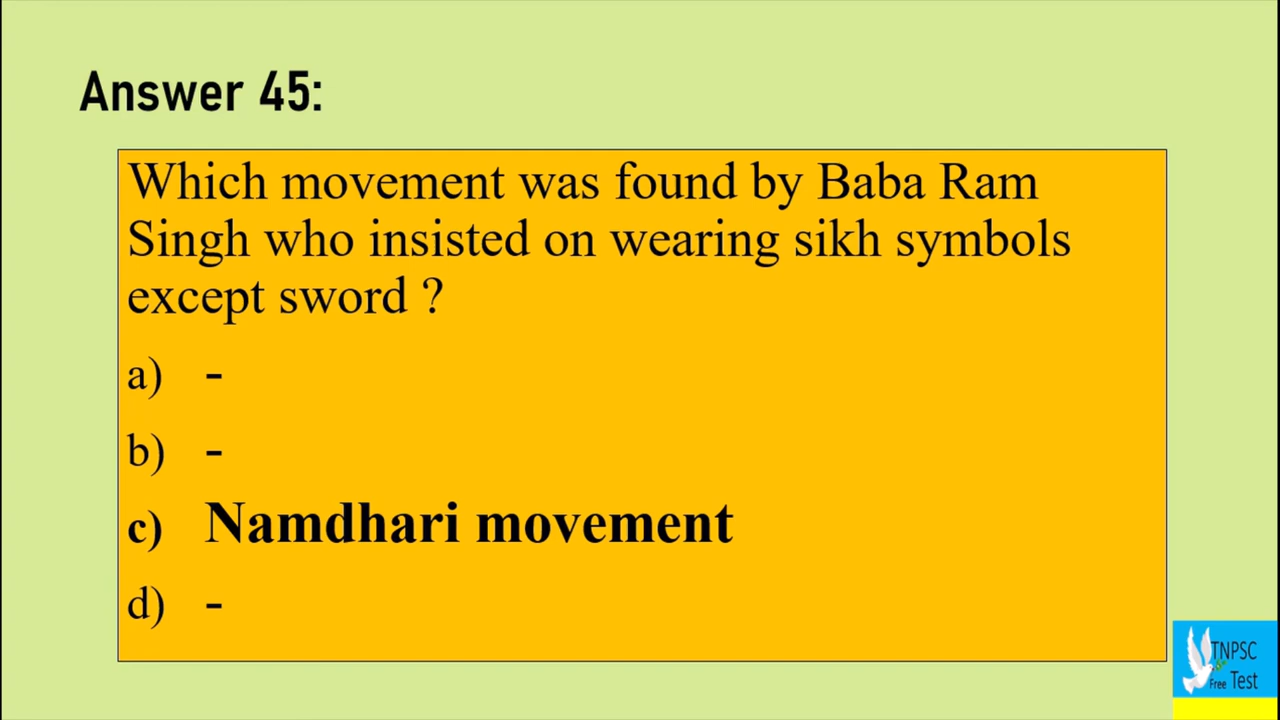 Answer 45:
Which movement was found by Baba Ram
Singh who insisted on wearing sikh symbols
except sword ?
a) -
b) -
c) Namdhari movement
d) -
TNPSC
Free Test